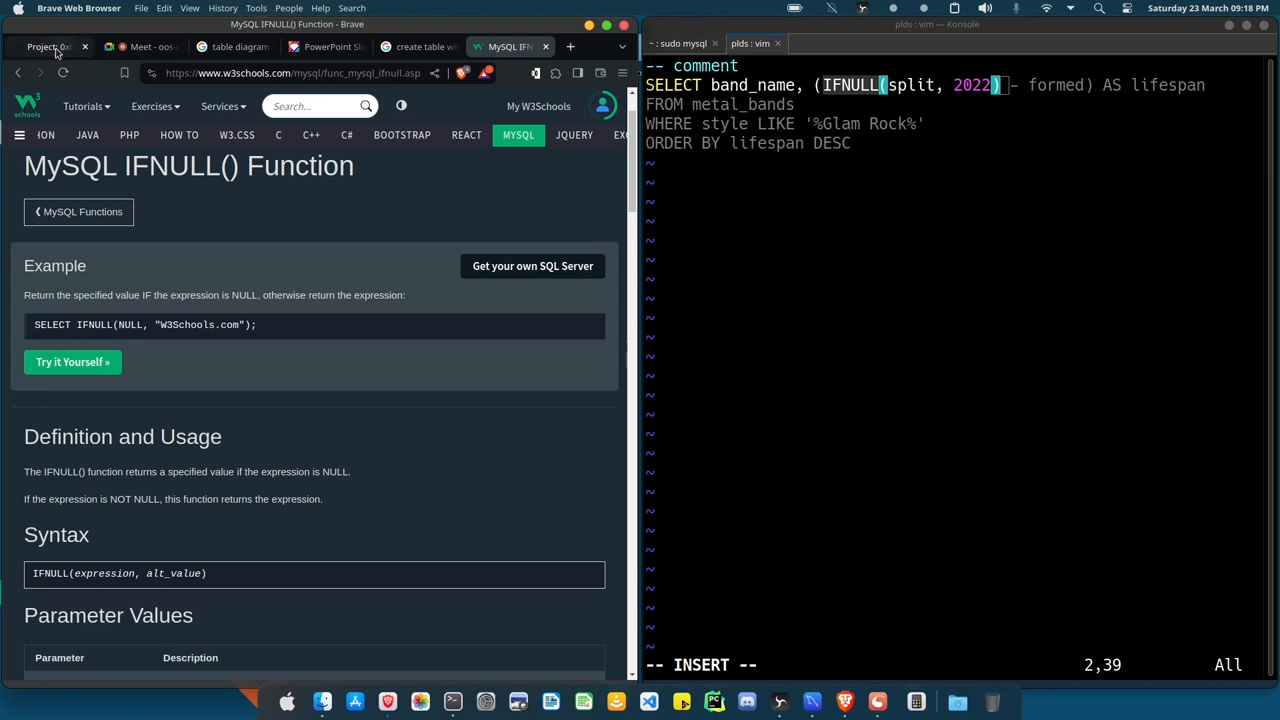 Brave Web Browser File Edit View History Bookmarks Tools People Help Search
Saturday 23 March 09:18 PM
MySQL IFNULL() Function - Brave
plds : vim — Konsole
Project: 0x0
Meet - oos-
table diagram
PowerPoint Sli
create table wi
MySQL IFN
~ : sudo mysql
plds : vim
https://www.w3schools.com/mysql/func_mysql_ifnull.asp
Tutorials
Exercises
Services
Search...
My W3Schools
HON JAVA PHP HOW TO W3.CSS C C++ C# BOOTSTRAP REACT MYSQL JQUERY EXC
MySQL IFNULL() Function
❮ MySQL Functions
Example
Get your own SQL Server
Return the specified value IF the expression is NULL, otherwise return the expression:
SELECT IFNULL(NULL, "W3Schools.com");
Try it Yourself »
Definition and Usage
The IFNULL() function returns a specified value if the expression is NULL.
If the expression is NOT NULL, this function returns the expression.
Syntax
IFNULL(expression, alt_value)
Parameter Values
Parameter Description
-- comment
SELECT band_name, (IFNULL(split, 2022) - formed) AS lifespan
FROM metal_bands
WHERE style LIKE '%Glam Rock%'
ORDER BY lifespan DESC
-- INSERT --
2,39
All